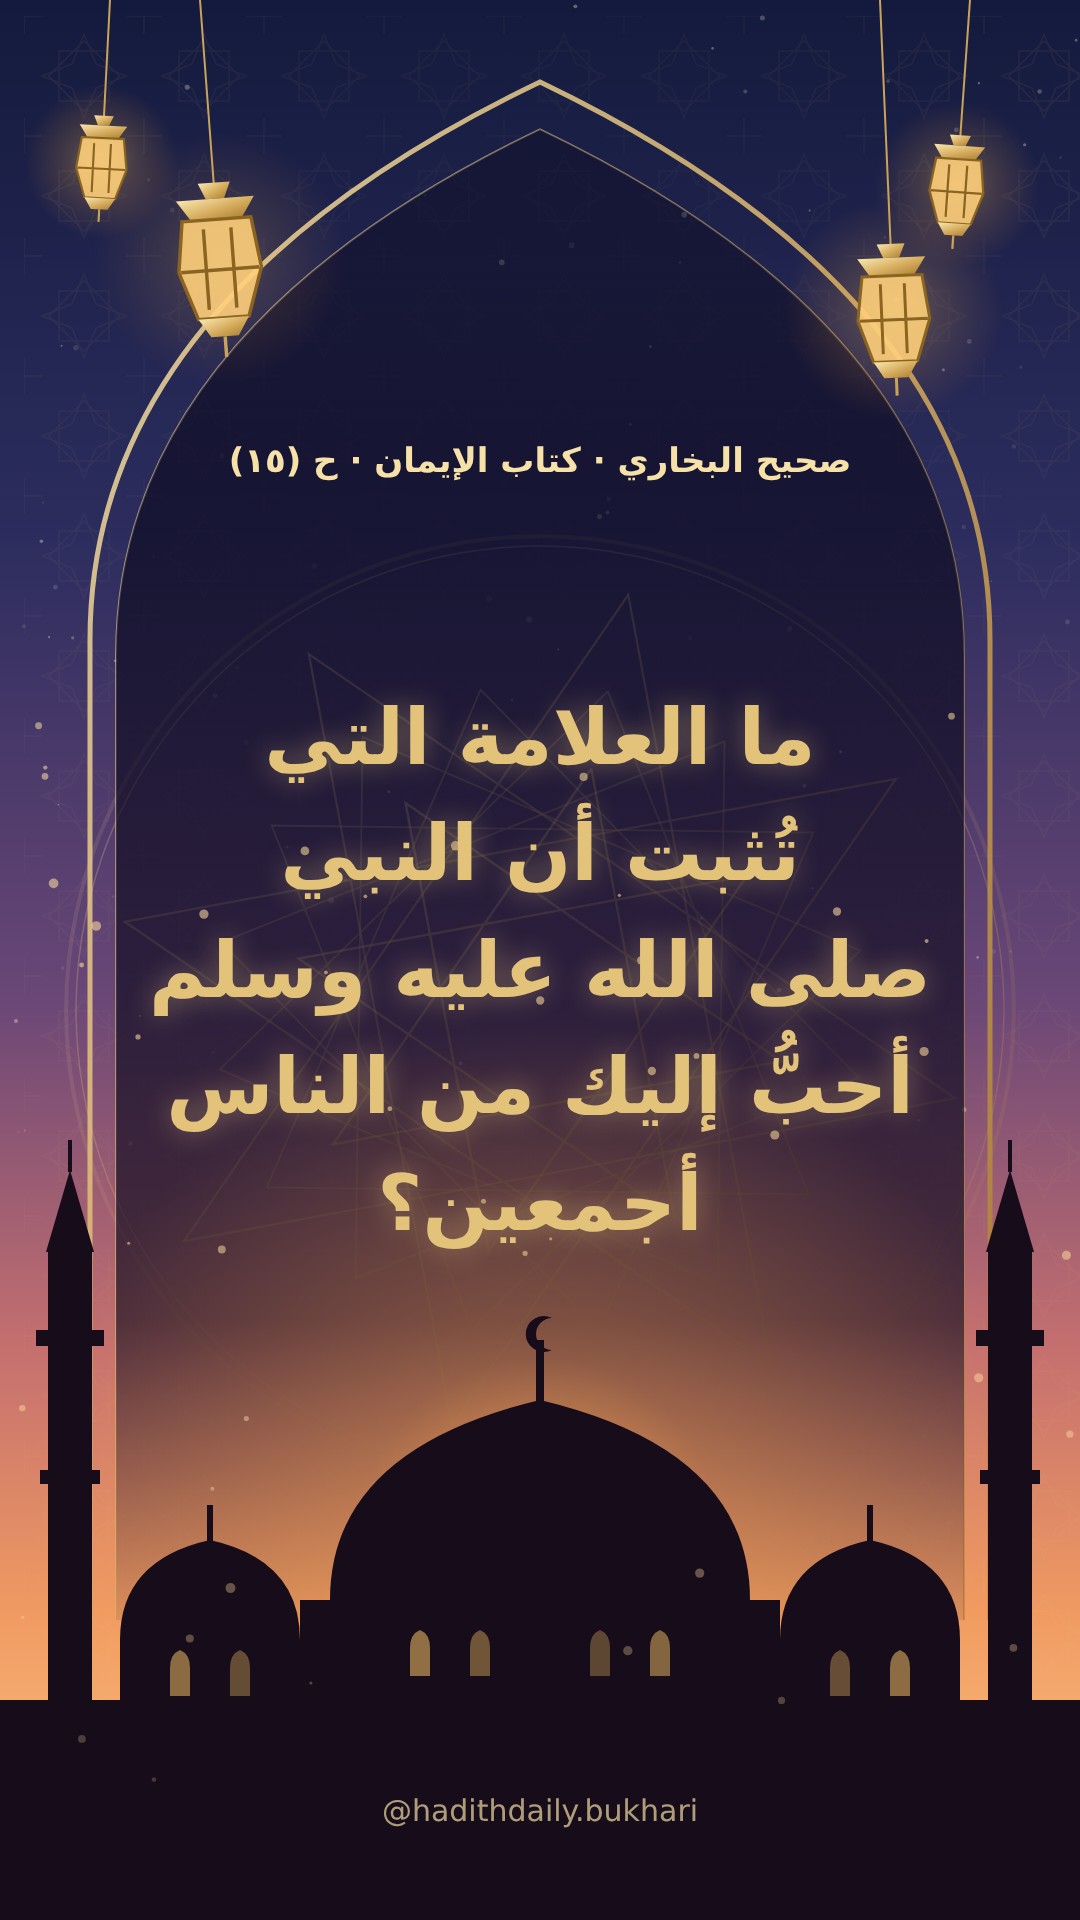 صحيح البخاري · كتاب الإيمان · ح (١٥)
ما العلامة التي
تُثبت أن النبي
صلى الله عليه وسلم
أحبُّ إليك من الناس
أجمعين؟
@hadithdaily.bukhari